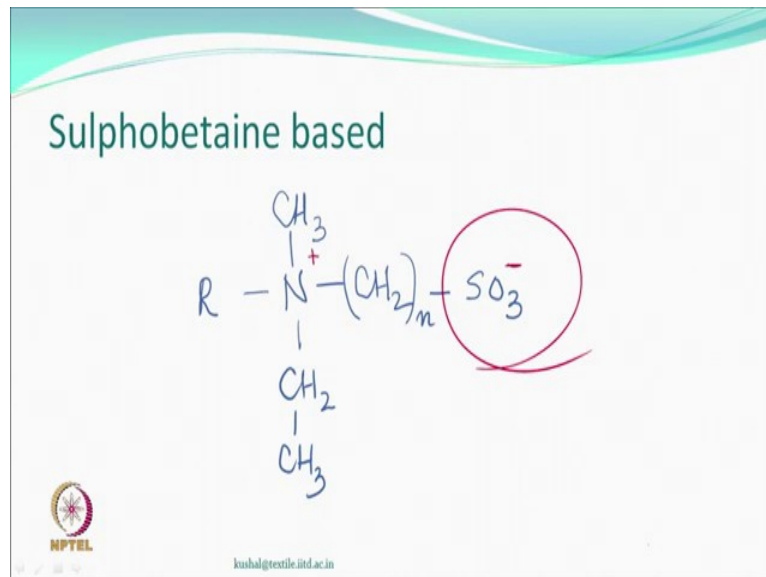 Sulphobetaine based
CH3
R - N+ - (CH2)n - SO3-
CH2
CH3
NPTEL
kushal@textile.iitd.ac.in